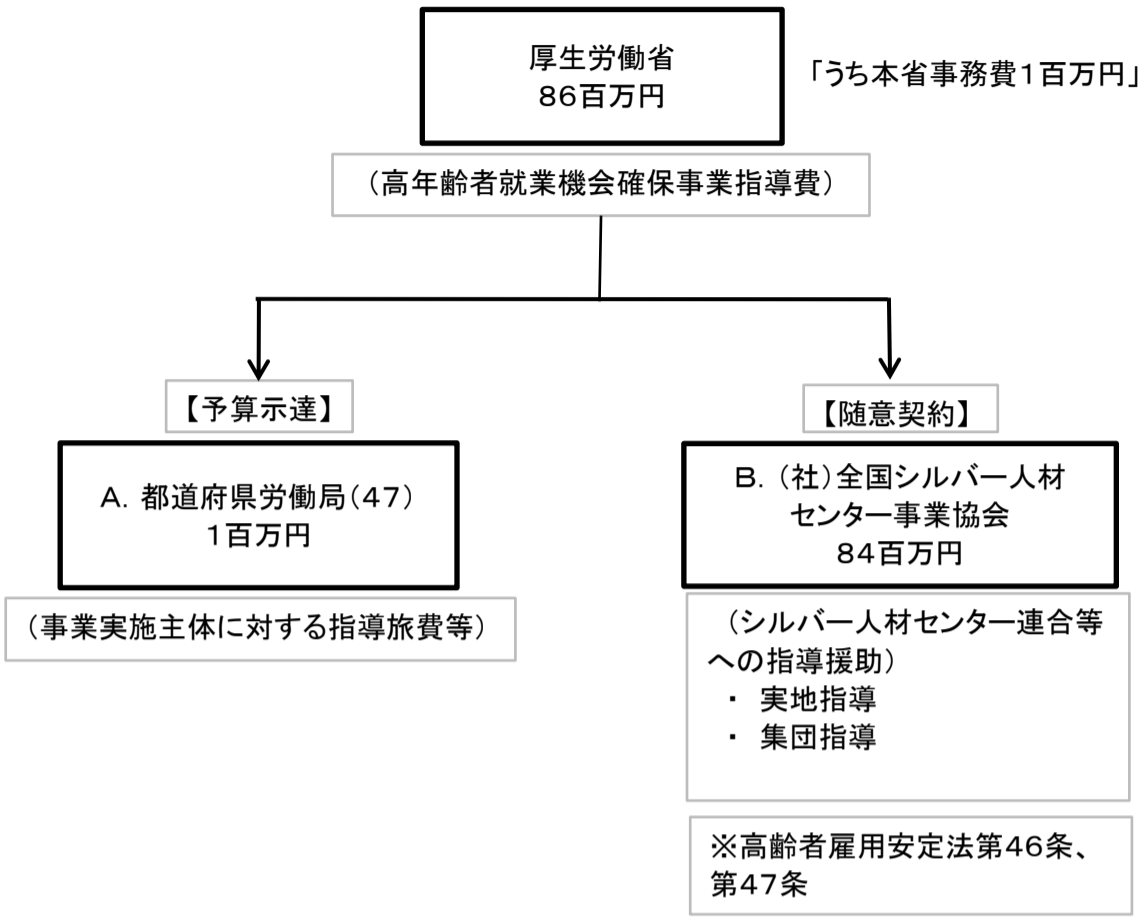 厚生労働省
８６百万円
「うち本省事務費１百万円」
（高年齢者就業機会確保事業指導費）
【予算示達】
【随意契約】
A．都道府県労働局（４７）
１百万円
B．（社）全国シルバー人材
センター事業協会
８４百万円
（事業実施主体に対する指導旅費等）
（シルバー人材センター連合等
への指導援助）
・　実地指導
・　集団指導
※高齢者雇用安定法第４６条、
第４７条